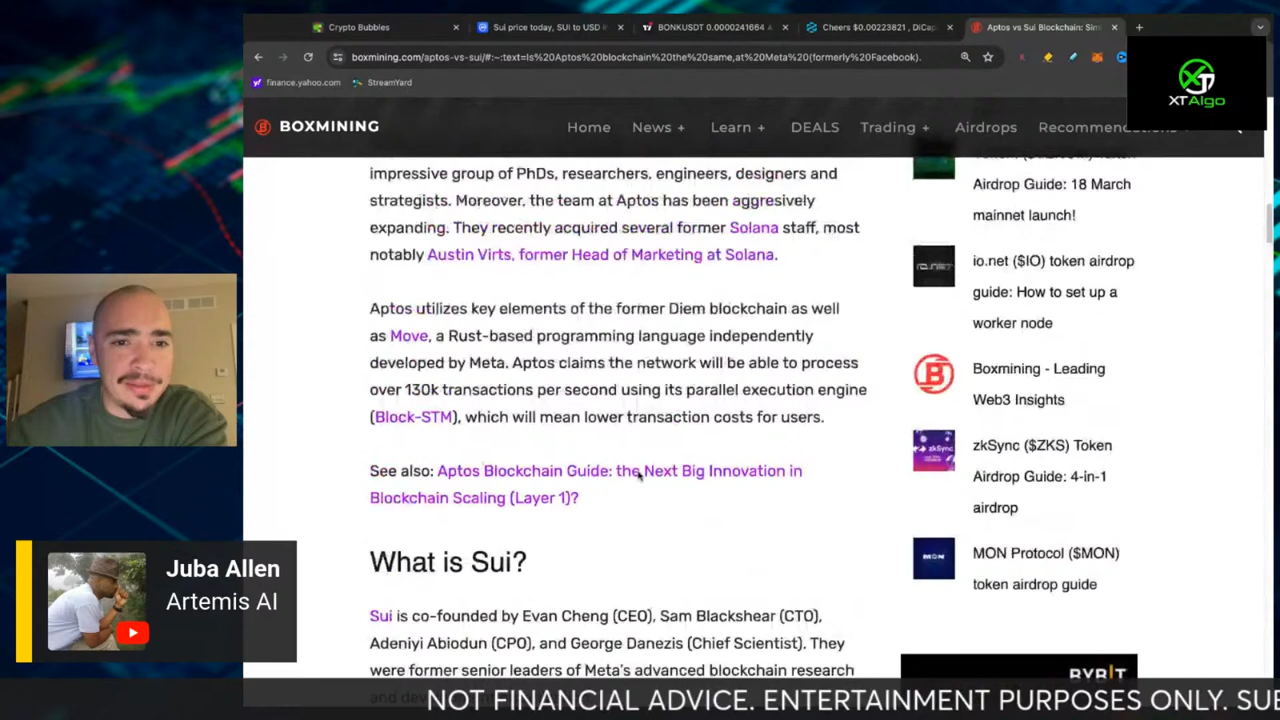 Crypto Bubbles
Sui price today, SUI to USD
BONKUSDT 0.0000241664
Cheers $0.00223821 , DiCa
Aptos vs Sui Blockchain: Sim
boxmining.com/aptos-vs-sui/#:~:text=Is%20Aptos%20blockchain%20the%20same,at%20Meta%20(formerly%20Facebook).
finance.yahoo.com
StreamYard
XTAlgo
BOXMINING
Home
News +
Learn +
DEALS
Trading +
Airdrops
impressive group of PhDs, researchers, engineers, designers and
strategists. Moreover, the team at Aptos has been aggresively
expanding. They recently acquired several former Solana staff, most
notably Austin Virts, former Head of Marketing at Solana.
Aptos utilizes key elements of the former Diem blockchain as well
as Move, a Rust-based programming language independently
developed by Meta. Aptos claims the network will be able to process
over 130k transactions per second using its parallel execution engine
(Block-STM), which will mean lower transaction costs for users.
See also: Aptos Blockchain Guide: the Next Big Innovation in
Blockchain Scaling (Layer 1)?
What is Sui?
Sui is co-founded by Evan Cheng (CEO), Sam Blackshear (CTO),
Adeniyi Abiodun (CPO), and George Danezis (Chief Scientist). They
were former senior leaders of Meta's advanced blockchain research
Airdrop Guide: 18 March
mainnet launch!
io.net
io.net ($IO) token airdrop
guide: How to set up a
worker node
Boxmining - Leading
Web3 Insights
zkSync
zkSync ($ZKS) Token
Airdrop Guide: 4-in-1
airdrop
MON
MON Protocol ($MON)
token airdrop guide
BYBIT
Juba Allen
Artemis AI
NOT FINANCIAL ADVICE. ENTERTAINMENT PURPOSES ONLY. SU